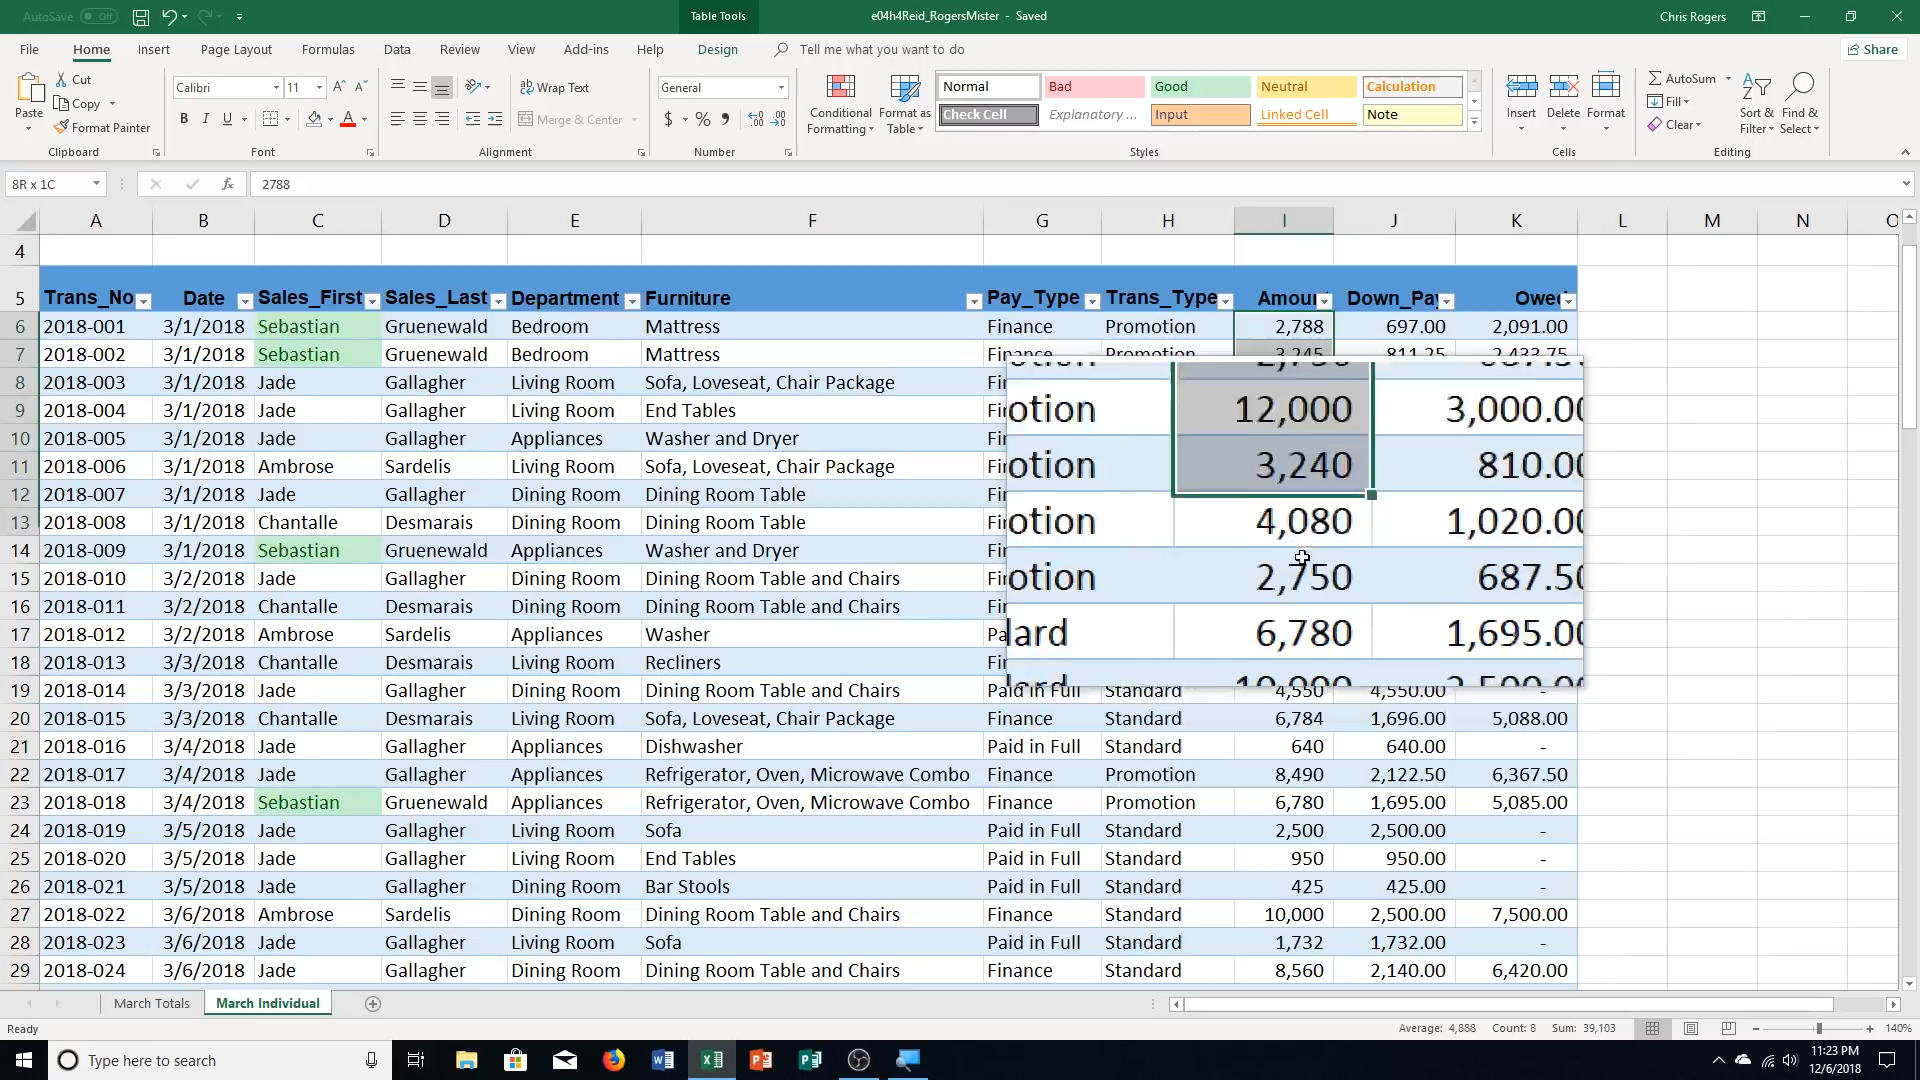 AutoSave Off Table Tools e04h4Reid_RogersMister - Saved Chris Rogers
File Home Insert Page Layout Formulas Data Review View Add-ins Help Design Tell me what you want to do Share
Paste Cut Copy Format Painter Clipboard
Calibri 11 B I U Font
Wrap Text Merge & Center Alignment
General $ % Number
Conditional Formatting Format as Table
Normal Bad Good Neutral Calculation
Check Cell Explanatory ... Input Linked Cell Note
Styles
Insert Delete Format Cells
AutoSum Fill Clear Sort & Filter Find & Select Editing
8R x 1C fx 2788
A B C D E F G H I J K L M N
4
5 Trans_No Date Sales_First Sales_Last Department Furniture Pay_Type Trans_Type Down_Pay
6 2018-001 3/1/2018 Sebastian Gruenewald Bedroom Mattress Finance Promotion 2,788 697.00 2,091.00
7 2018-002 3/1/2018 Sebastian Gruenewald Bedroom Mattress Finance Promotion 3,245 811.25 2,433.75
8 2018-003 3/1/2018 Jade Gallagher Living Room Sofa, Loveseat, Chair Package
9 2018-004 3/1/2018 Jade Gallagher Living Room End Tables
10 2018-005 3/1/2018 Jade Gallagher Appliances Washer and Dryer
11 2018-006 3/1/2018 Ambrose Sardelis Living Room Sofa, Loveseat, Chair Package
12 2018-007 3/1/2018 Jade Gallagher Dining Room Dining Room Table
13 2018-008 3/1/2018 Chantalle Desmarais Dining Room Dining Room Table
14 2018-009 3/1/2018 Sebastian Gruenewald Appliances Washer and Dryer
15 2018-010 3/2/2018 Jade Gallagher Dining Room Dining Room Table and Chairs
16 2018-011 3/2/2018 Chantalle Desmarais Dining Room Dining Room Table and Chairs
17 2018-012 3/2/2018 Ambrose Sardelis Appliances Washer
18 2018-013 3/3/2018 Chantalle Desmarais Living Room Recliners
otion 12,000 3,000.00
otion 3,240 810.00
otion 4,080 1,020.00
otion 2,750 687.50
lard 6,780 1,695.00
19 2018-014 3/3/2018 Jade Gallagher Dining Room Dining Room Table Paid in Full Standard 4,550 4,550.00 -
20 2018-015 3/3/2018 Chantalle Desmarais Living Room Sofa, Loveseat, Chair Package Finance Standard 6,784 1,696.00 5,088.00
21 2018-016 3/4/2018 Jade Gallagher Appliances Dishwasher Paid in Full Standard 640 640.00 -
22 2018-017 3/4/2018 Jade Gallagher Appliances Refrigerator, Oven, Microwave Combo Finance Promotion 8,490 2,122.50 6,367.50
23 2018-018 3/4/2018 Sebastian Gruenewald Appliances Refrigerator, Oven, Microwave Combo Finance Promotion 6,780 1,695.00 5,085.00
24 2018-019 3/5/2018 Jade Gallagher Living Room Sofa Paid in Full Standard 2,500 2,500.00 -
25 2018-020 3/5/2018 Jade Gallagher Living Room End Tables Paid in Full Standard 950 950.00 -
26 2018-021 3/5/2018 Jade Gallagher Dining Room Bar Stools Paid in Full Standard 425 425.00 -
27 2018-022 3/6/2018 Ambrose Sardelis Dining Room Dining Room Table and Chairs Finance Standard 10,000 2,500.00 7,500.00
28 2018-023 3/6/2018 Jade Gallagher Living Room Sofa Paid in Full Standard 1,732 1,732.00 -
29 2018-024 3/6/2018 Jade Gallagher Dining Room Dining Room Table and Chairs Finance Standard 8,560 2,140.00 6,420.00
March Totals March Individual
Ready Average: 4,888 Count: 8 Sum: 39,103 140%
Type here to search 11:23 PM
12/6/2018